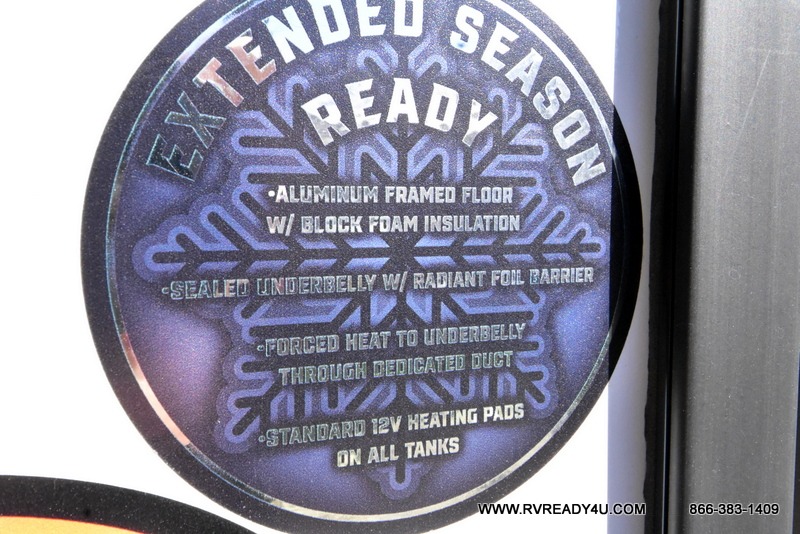 EXTENDED SEASON
READY
•ALUMINUM FRAMED FLOOR
W/ BLOCK FOAM INSULATION
•SEALED UNDERBELLY W/ RADIANT FOIL BARRIER
•FORCED HEAT TO UNDERBELLY
THROUGH DEDICATED DUCT
•STANDARD 12V HEATING PADS
ON ALL TANKS
WWW.RVREADY4U.COM 866-383-1409